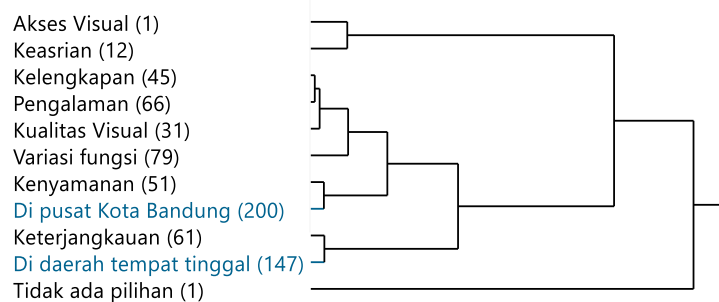 Akses Visual (1)
Keasrian (12)
Kelengkapan (45)
Pengalaman (66)
Kualitas Visual (31)
Variasi fungsi (79)
Kenyamanan (51)
Di pusat Kota Bandung (200)
Keterjangkauan (61)
Di daerah tempat tinggal (147)
Tidak ada pilihan (1)